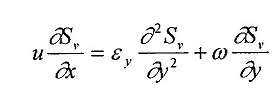 u ∂S_v/∂x = ε_y ∂²S_v/∂y² + ω ∂S_v/∂y